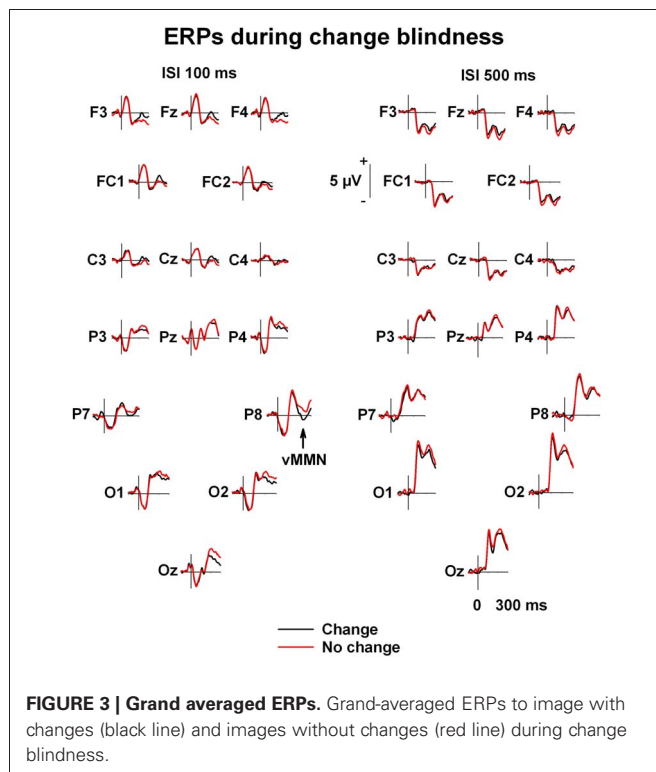 ERPs during change blindness
ISI 100 ms ISI 500 ms
F3 Fz F4 F3 Fz F4
FC1 FC2 + 5 µV - FC1 FC2
C3 Cz C4 C3 Cz C4
P3 Pz P4 P3 Pz P4
P7 P8 P7 P8
vMMN
O1 O2 O1 O2
Oz Oz
0 300 ms
Change
No change
FIGURE 3 | Grand averaged ERPs. Grand-averaged ERPs to image with
changes (black line) and images without changes (red line) during change
blindness.